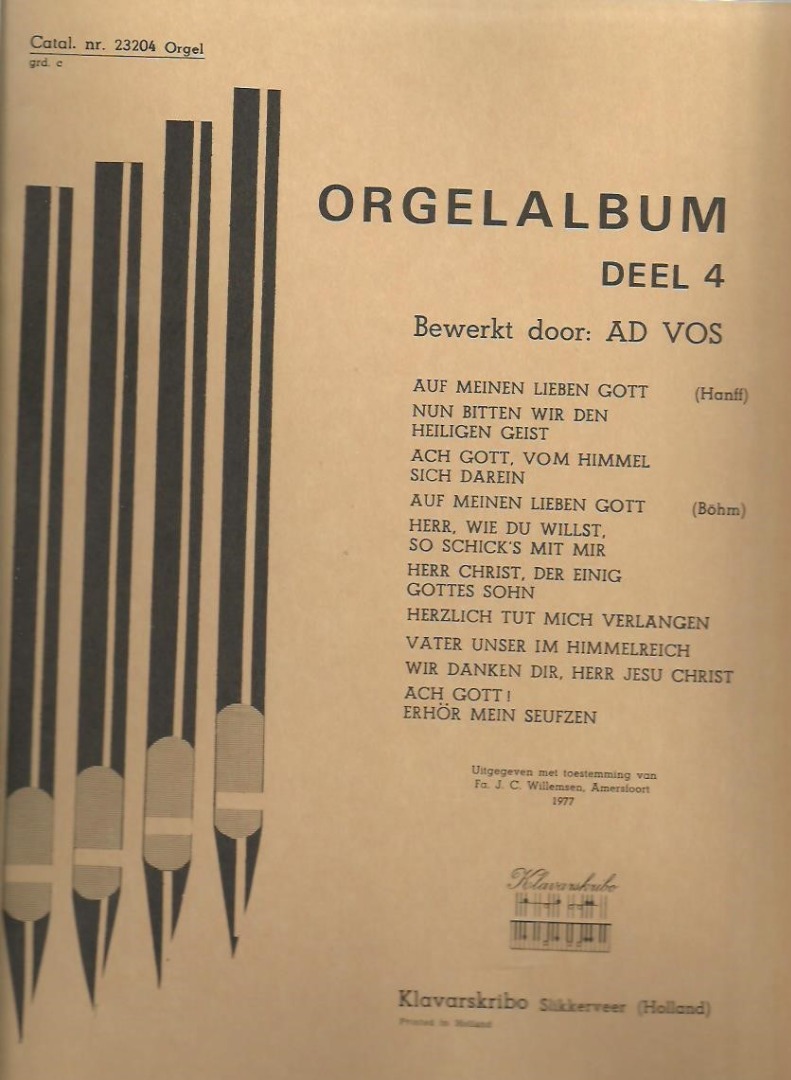 Catal. nr. 23204 Orgel
grd. c
ORGELALBUM
DEEL 4
Bewerkt door: AD VOS
AUF MEINEN LIEBEN GOTT (Hanff)
NUN BITTEN WIR DEN
HEILIGEN GEIST
ACH GOTT, VOM HIMMEL
SICH DAREIN
AUF MEINEN LIEBEN GOTT (Böhm)
HERR, WIE DU WILLST,
SO SCHICK'S MIT MIR
HERR CHRIST, DER EINIG
GOTTES SOHN
HERZLICH TUT MICH VERLANGEN
VATER UNSER IM HIMMELREICH
WIR DANKEN DIR, HERR JESU CHRIST
ACH GOTT!
ERHÖR MEIN SEUFZEN
Uitgegeven met toestemming van
Fa. J. C. Willemsen, Amersfoort
1977
Klavarskribo
Klavarskribo Slikkerveer (Holland)
Printed in Holland